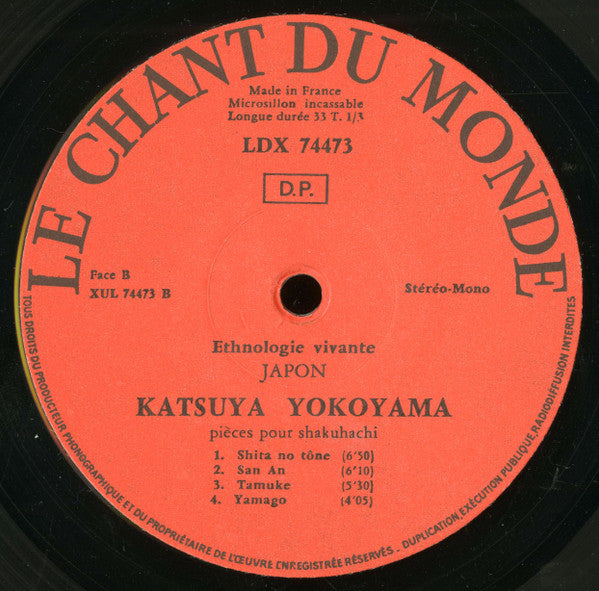 LE CHANT DU MONDE
Made in France
Microsillon incassable
Longue durée 33 T. 1/3
LDX 74473
D.P.
Face B
XUL 74473 B
Stéréo-Mono
Ethnologie vivante
JAPON
KATSUYA YOKOYAMA
pièces pour shakuhachi
1. Shita no tône (6'50)
2. San An (6'10)
3. Tamuke (5'30)
4. Yamago (4'05)
TOUS DROITS DU PRODUCTEUR PHONOGRAPHIQUE ET DU PROPRIÉTAIRE DE L'ŒUVRE ENREGISTRÉE RÉSERVÉS - DUPLICATION, EXÉCUTION PUBLIQUE, RADIODIFFUSION INTERDITES